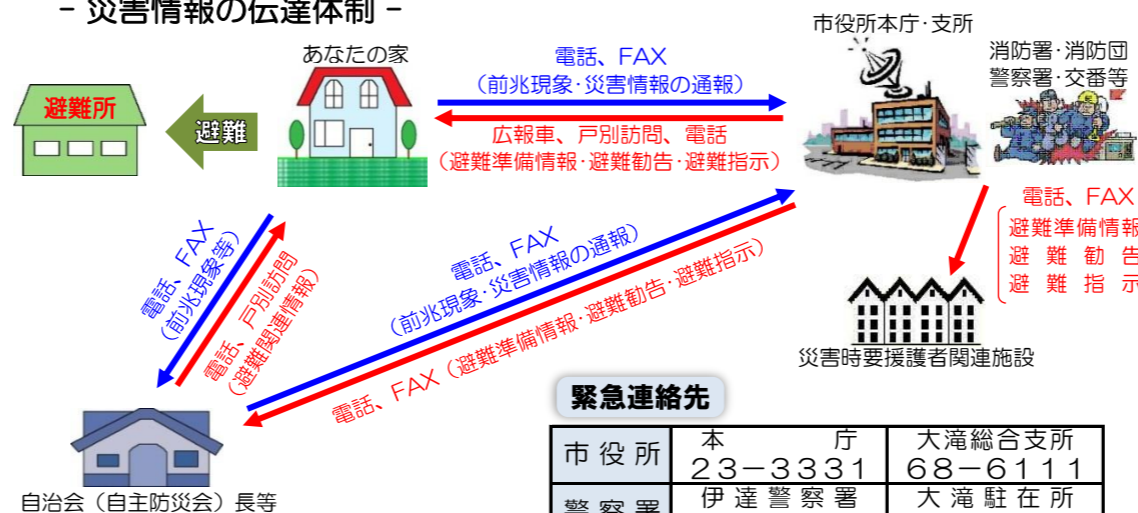 - 災害情報の伝達体制 -
市役所本庁・支所
あなたの家
消防署・消防団
警察署・交番等
電話、FAX
(前兆現象・災害情報の通報)
避難所
避難
広報車、戸別訪問、電話
(避難準備情報・避難勧告・避難指示)
電話、FAX
避難準備情報
避難勧告
避難指示
電話、FAX
(前兆現象等)
電話、戸別訪問
(避難関連情報)
電話、FAX
(前兆現象・災害情報の通報)
電話、FAX(避難準備情報・避難勧告・避難指示)
災害時要援護者関連施設
自治会(自主防災会)長等
緊急連絡先
市役所 本庁 大滝総合支所
23-3331 68-6111
警察署 伊達警察署 大滝駐在所